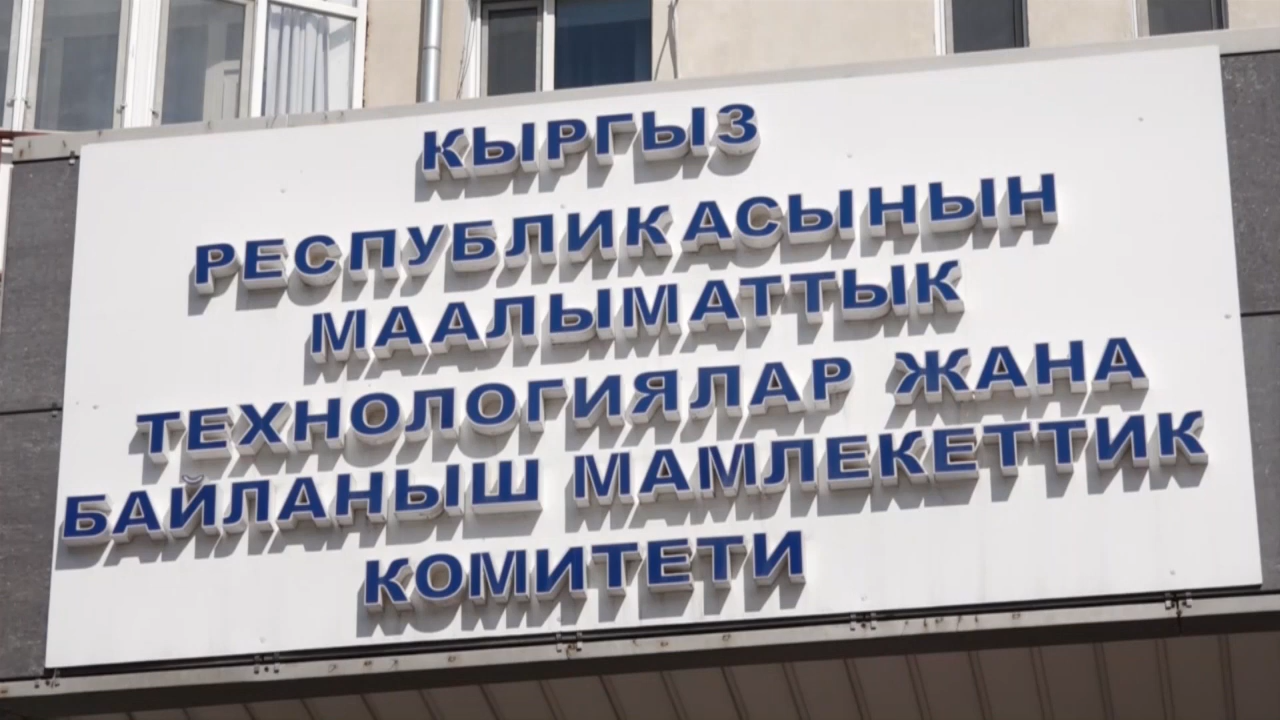 КЫРГЫЗ
РЕСПУБЛИКАСЫНЫН
МААЛЫМАТТЫК
ТЕХНОЛОГИЯЛАР ЖАНА
БАЙЛАНЫШ МАМЛЕКЕТТИК
КОМИТЕТИ